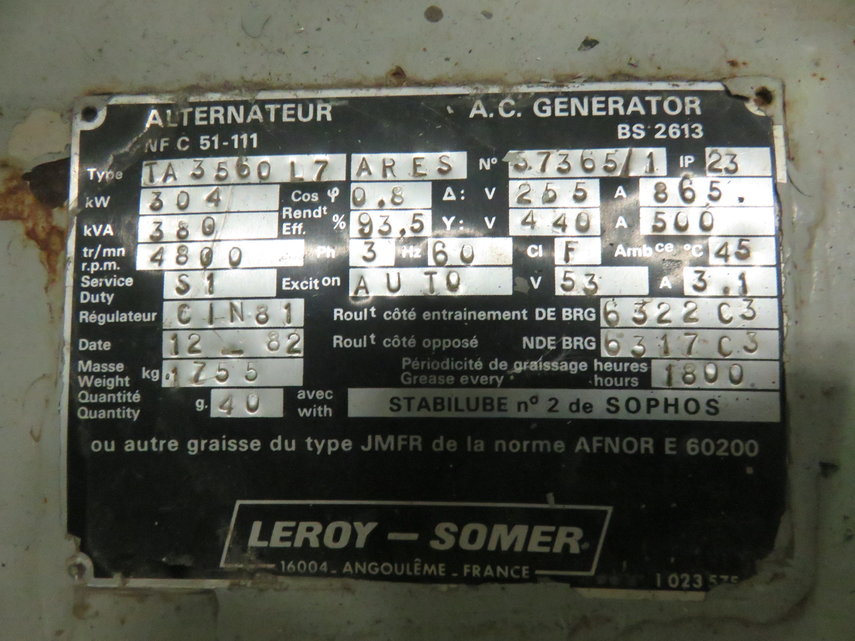 ALTERNATEUR A.C. GENERATOR
NF C 51-111 BS 2613
Type TA 3560 L7 ARES N° 37365/1 IP 23
kW 304 Cos φ 0.8 Δ: V 255 A 865.
kVA 380 Rendt Eff. % 93,5 Y: V 440 A 500
tr/mn r.p.m. 4800 Ph 3 Hz 60 Cl F Ambce °C 45
Service Duty S1 Exciton AUTO V 53 A 3.1
Régulateur CIN81 Roult côté entrainement DE BRG 6322 C3
Date 12_82 Roult côté opposé NDE BRG 6317 C3
Masse Weight kg. 1755 Périodicité de graissage heures
Grease every hours 1800
Quantité Quantity g. 40 avec with STABILUBE n° 2 de SOPHOS
ou autre graisse du type JMFR de la norme AFNOR E 60200
LEROY – SOMER
16004 - ANGOULÊME - FRANCE
1 023 575